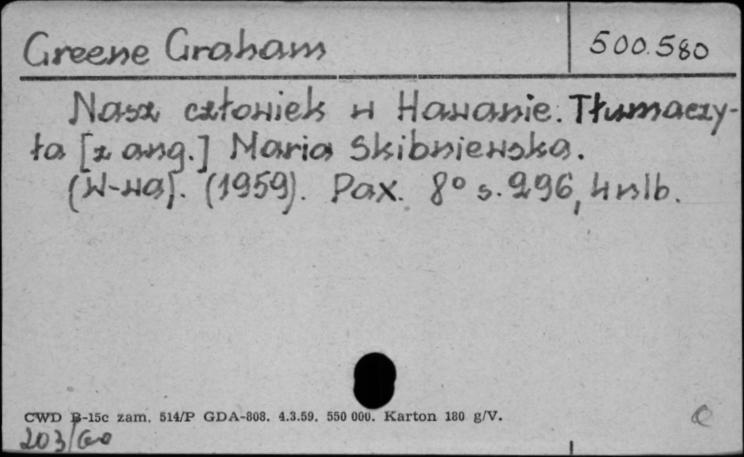 Greene Graham 500.580
Nasz człowiek w Hawanie. Tłumaczy-
ła [z ang.] Maria Skibniewska.
(W-wa). (1959). Pax. 8° s. 296, 4 nlb.
CWD B-15c zam. 514/P GDA-808. 4.3.59. 550 000. Karton 180 g/V.
203/60